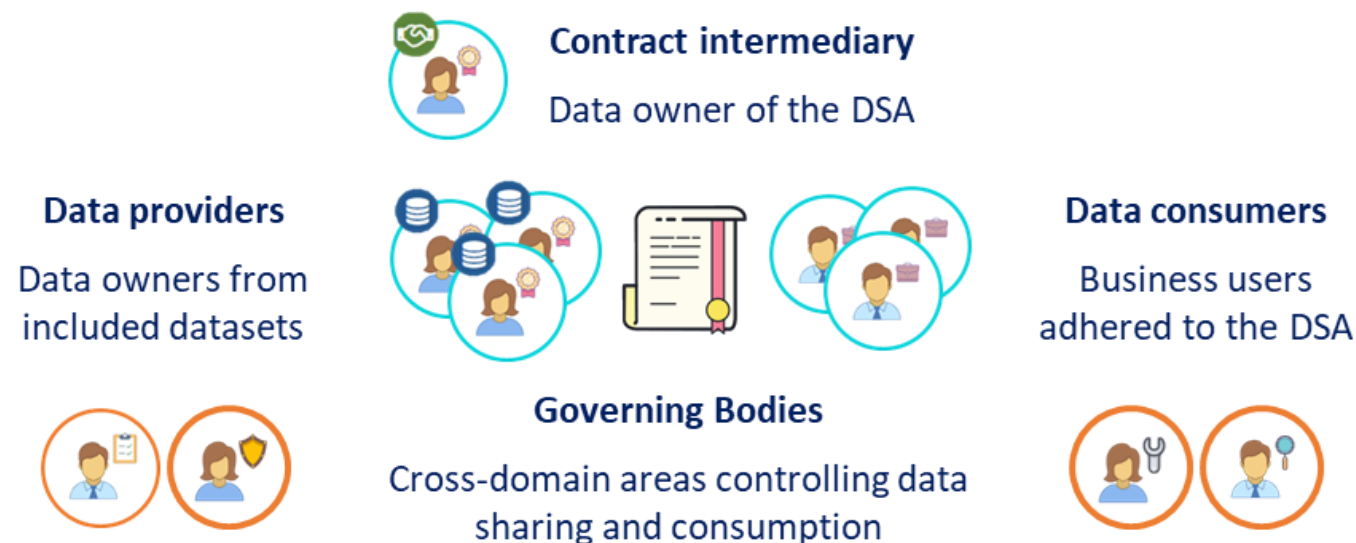 Contract intermediary
Data owner of the DSA
Data providers
Data owners from
included datasets
Data consumers
Business users
adhered to the DSA
Governing Bodies
Cross-domain areas controlling data
sharing and consumption